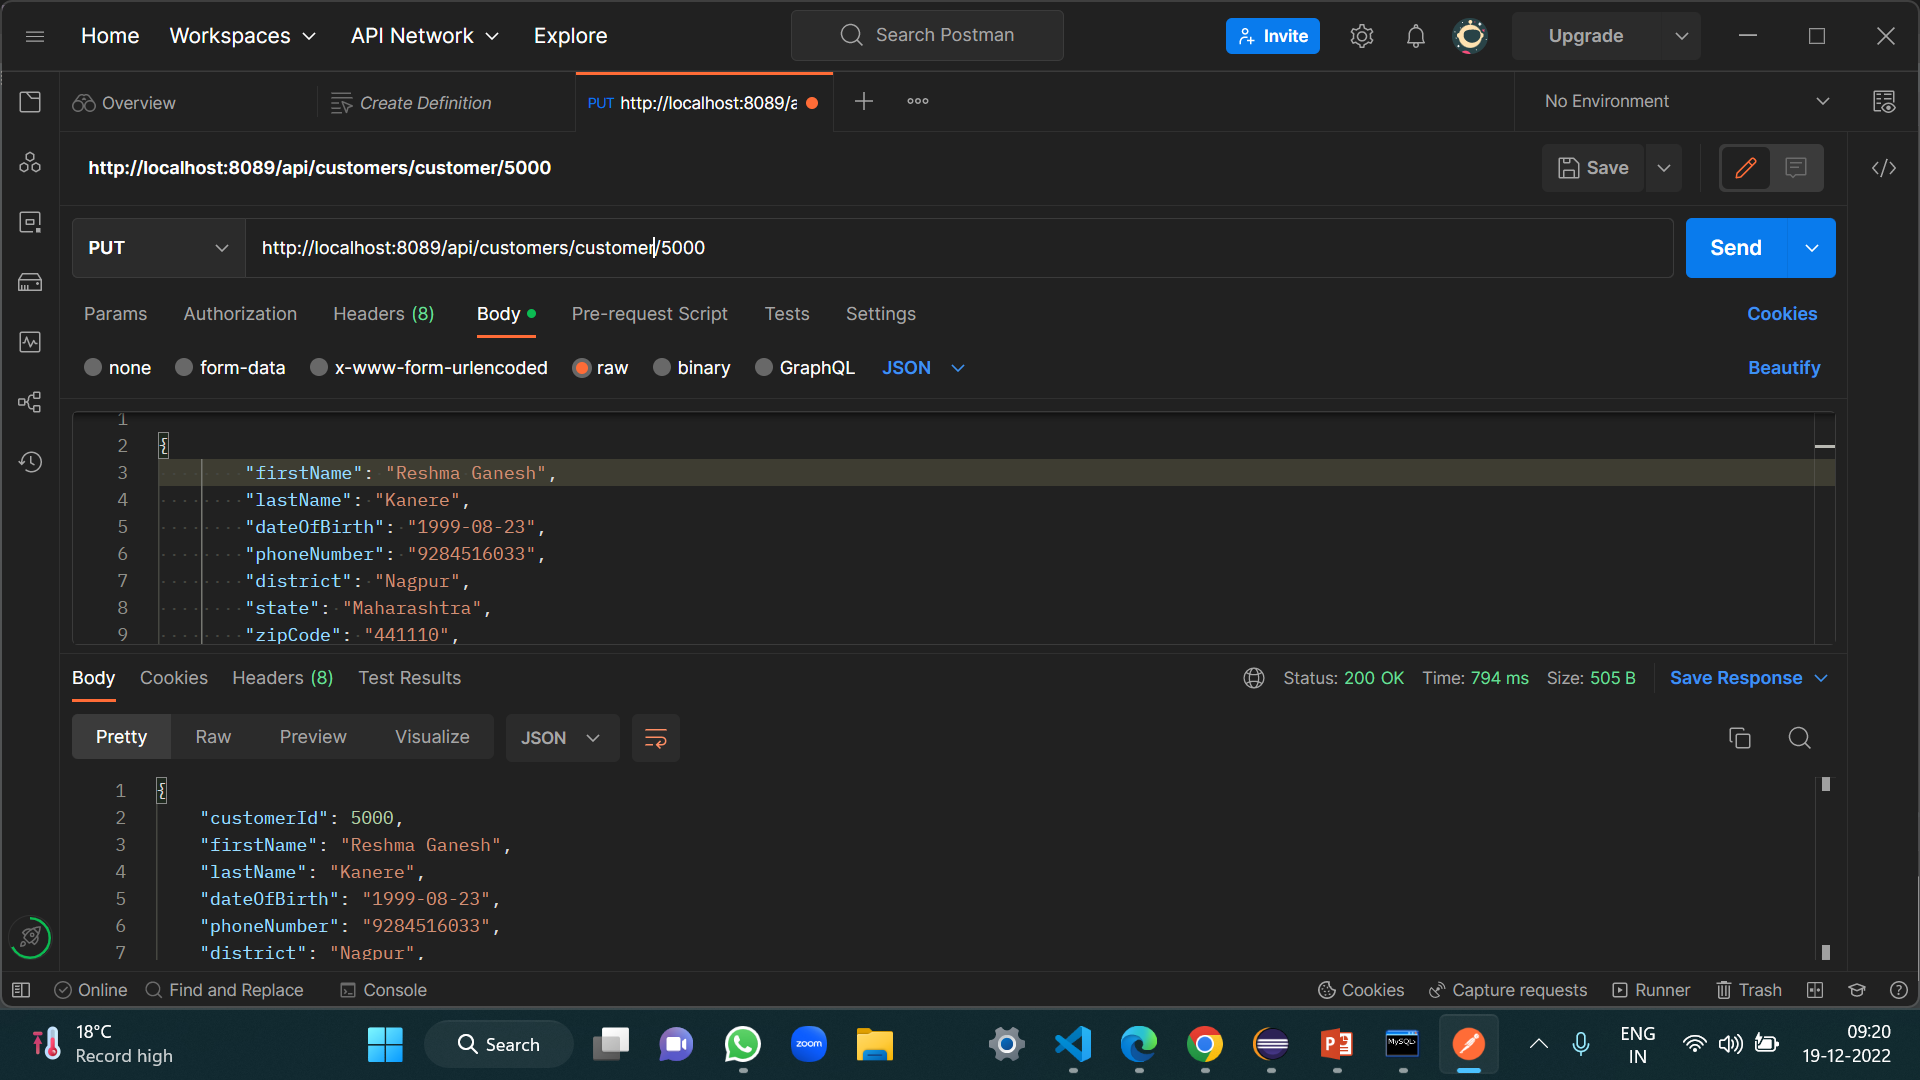 Home Workspaces API Network Explore Search Postman Invite Upgrade
Overview Create Definition PUT http://localhost:8089/a No Environment
http://localhost:8089/api/customers/customer/5000 Save
PUT http://localhost:8089/api/customers/customer/5000 Send
Params Authorization Headers (8) Body Pre-request Script Tests Settings Cookies
none form-data x-www-form-urlencoded raw binary GraphQL JSON Beautify
1
2 {
3 "firstName": "Reshma Ganesh",
4 "lastName": "Kanere",
5 "dateOfBirth": "1999-08-23",
6 "phoneNumber": "9284516033",
7 "district": "Nagpur",
8 "state": "Maharashtra",
9 "zipCode": "441110",
Body Cookies Headers (8) Test Results Status: 200 OK Time: 794 ms Size: 505 B Save Response
Pretty Raw Preview Visualize JSON
1 {
2 "customerId": 5000,
3 "firstName": "Reshma Ganesh",
4 "lastName": "Kanere",
5 "dateOfBirth": "1999-08-23",
6 "phoneNumber": "9284516033",
7 "district": "Nagpur",
Online Find and Replace Console Cookies Capture requests Runner Trash
18°C
Record high
Search
zoom
MySQL>
ENG
IN
09:20
19-12-2022